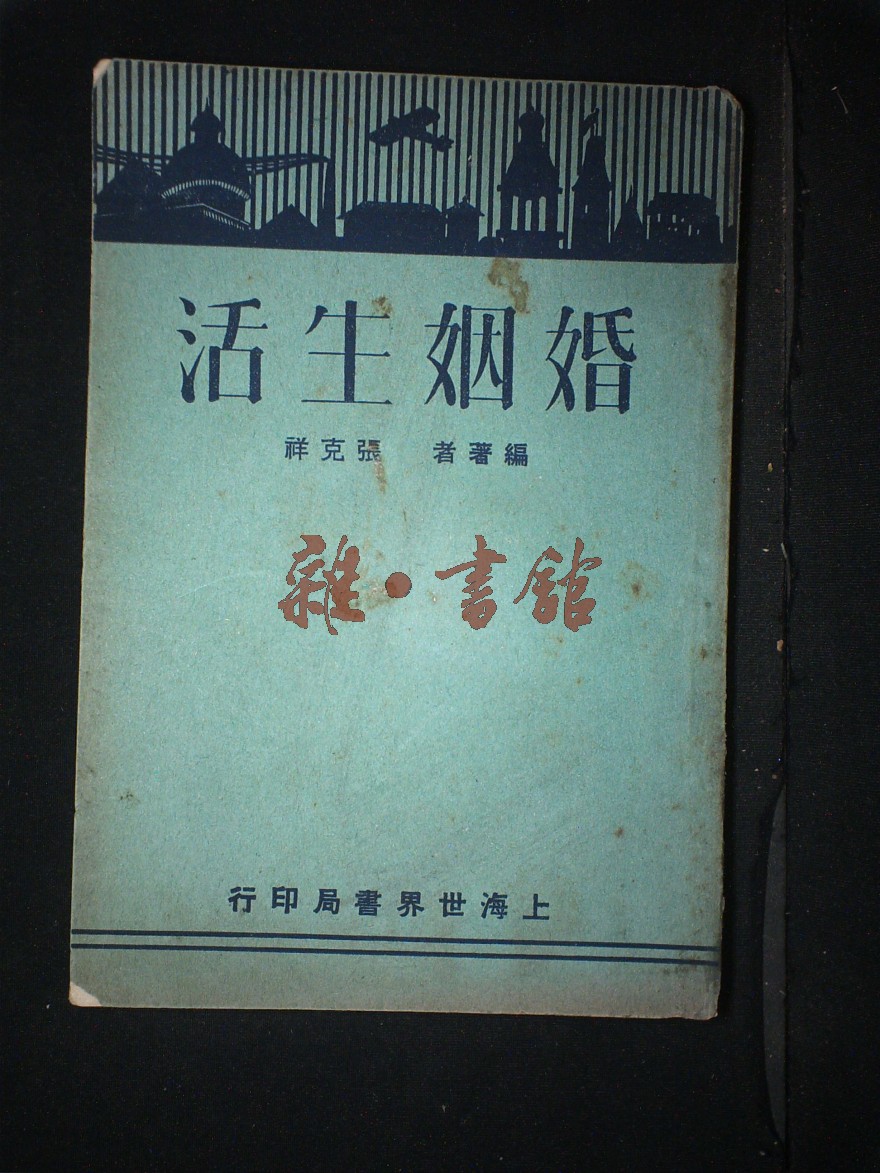 婚姻生活
編著者 張克祥
雜·書館
上海世界書局印行